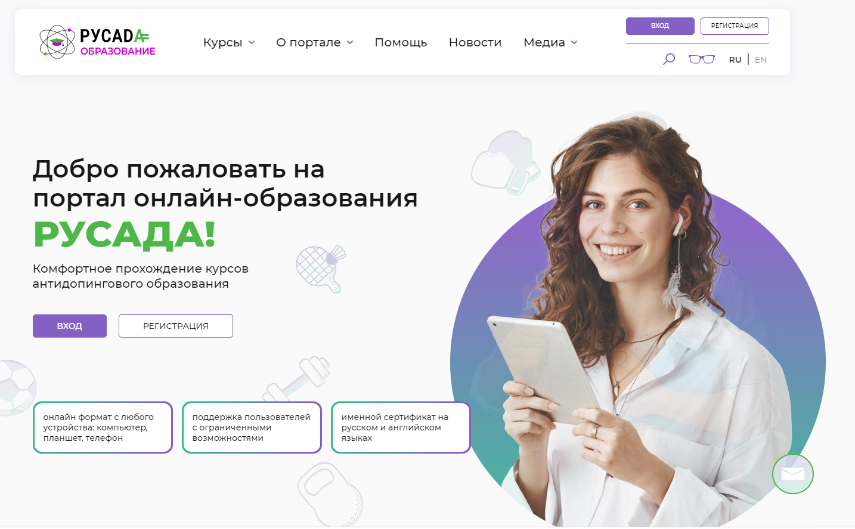 РУСАДА
ОБРАЗОВАНИЕ
Курсы
О портале
Помощь
Новости
Медиа
ВХОД
РЕГИСТРАЦИЯ
RU
EN
Добро пожаловать на
портал онлайн-образования
РУСАДА!
Комфортное прохождение курсов
антидопингового образования
ВХОД
РЕГИСТРАЦИЯ
онлайн формат с любого
устройства: компьютер,
планшет, телефон
поддержка пользователей
с ограниченными
возможностями
именной сертификат на
русском и английском
языках